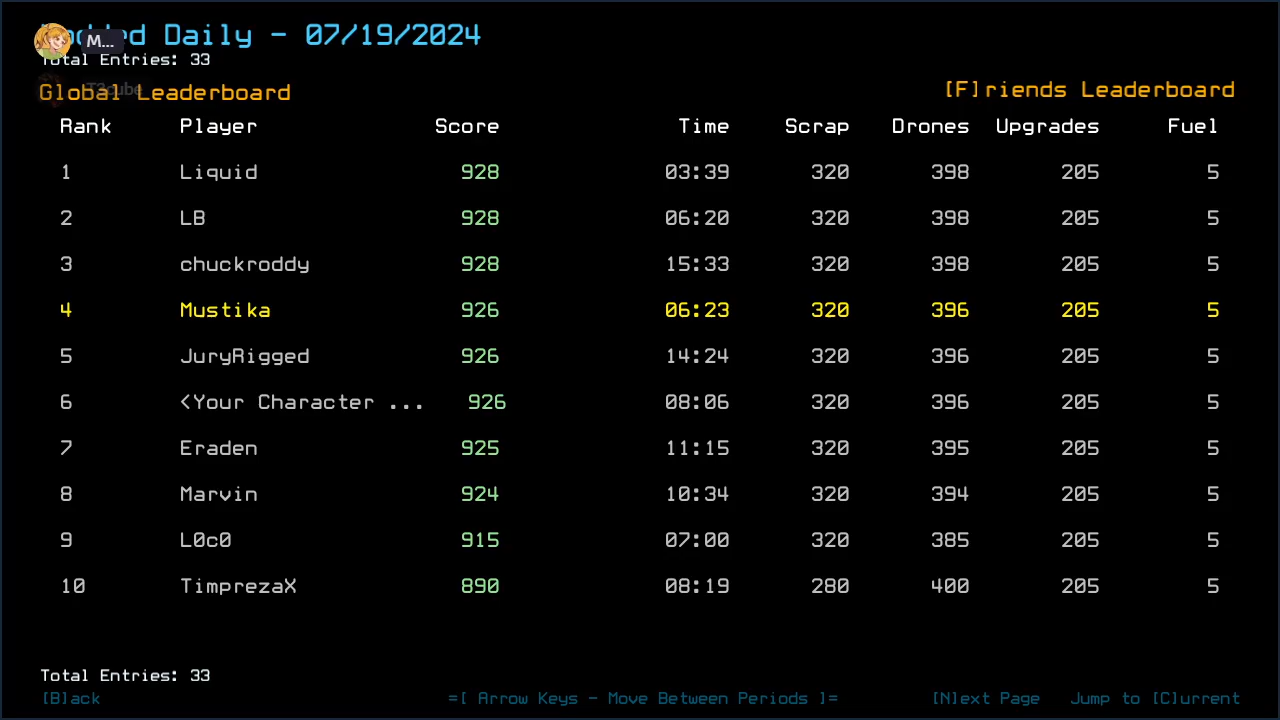 Daily - 07/19/2024
M...
Total Entries: 33
T3cube
Global Leaderboard [F]riends Leaderboard
Rank Player Score Time Scrap Drones Upgrades Fuel
1 Liquid 928 03:39 320 398 205 5
2 LB 928 06:20 320 398 205 5
3 chuckroddy 928 15:33 320 398 205 5
4 Mustika 926 06:23 320 396 205 5
5 JuryRigged 926 14:24 320 396 205 5
6 <Your Character ... 926 08:06 320 396 205 5
7 Eraden 925 11:15 320 395 205 5
8 Marvin 924 10:34 320 394 205 5
9 L0c0 915 07:00 320 385 205 5
10 TimprezaX 890 08:19 280 400 205 5
Total Entries: 33
[B]ack =[ Arrow Keys - Move Between Periods ]= [N]ext Page Jump to [C]urrent